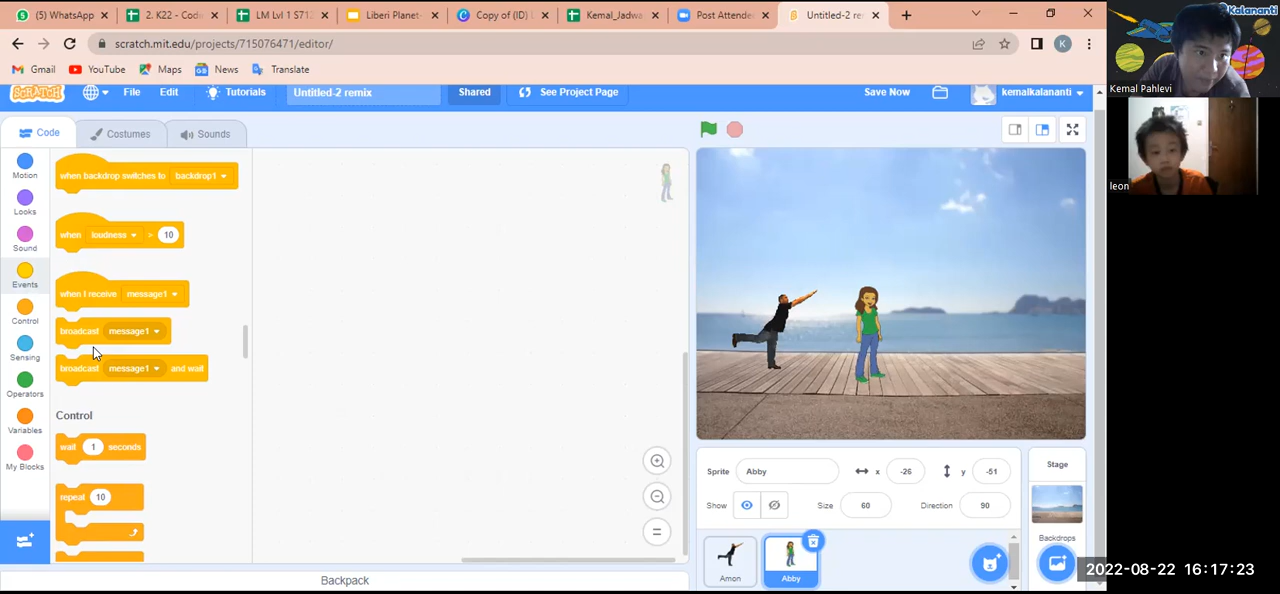 (5) WhatsApp
2. K22 - Codi
LM Lvl 1 S712
Liberi Planet-
Copy of (ID) L
Kemal_Jadwa
Post Attende
Untitled-2 rem
scratch.mit.edu/projects/715076471/editor/
K
Gmail
YouTube
Maps
News
Translate
SCRATCH
File
Edit
Tutorials
Untitled-2 remix
Shared
See Project Page
Save Now
kemalkalananti
Code
Costumes
Sounds
Motion
Looks
Sound
Events
Control
Sensing
Operators
Variables
My Blocks
when backdrop switches to backdrop1
when loudness > 10
when I receive message1
broadcast message1
broadcast message1 and wait
Control
wait 1 seconds
repeat 10
Backpack
Sprite Abby x -26 y -51
Show Size 60 Direction 90
Amon
Abby
Stage
Backdrops
Kalananti
Kemal Pahlevi
leon
2022-08-22 16:17:23